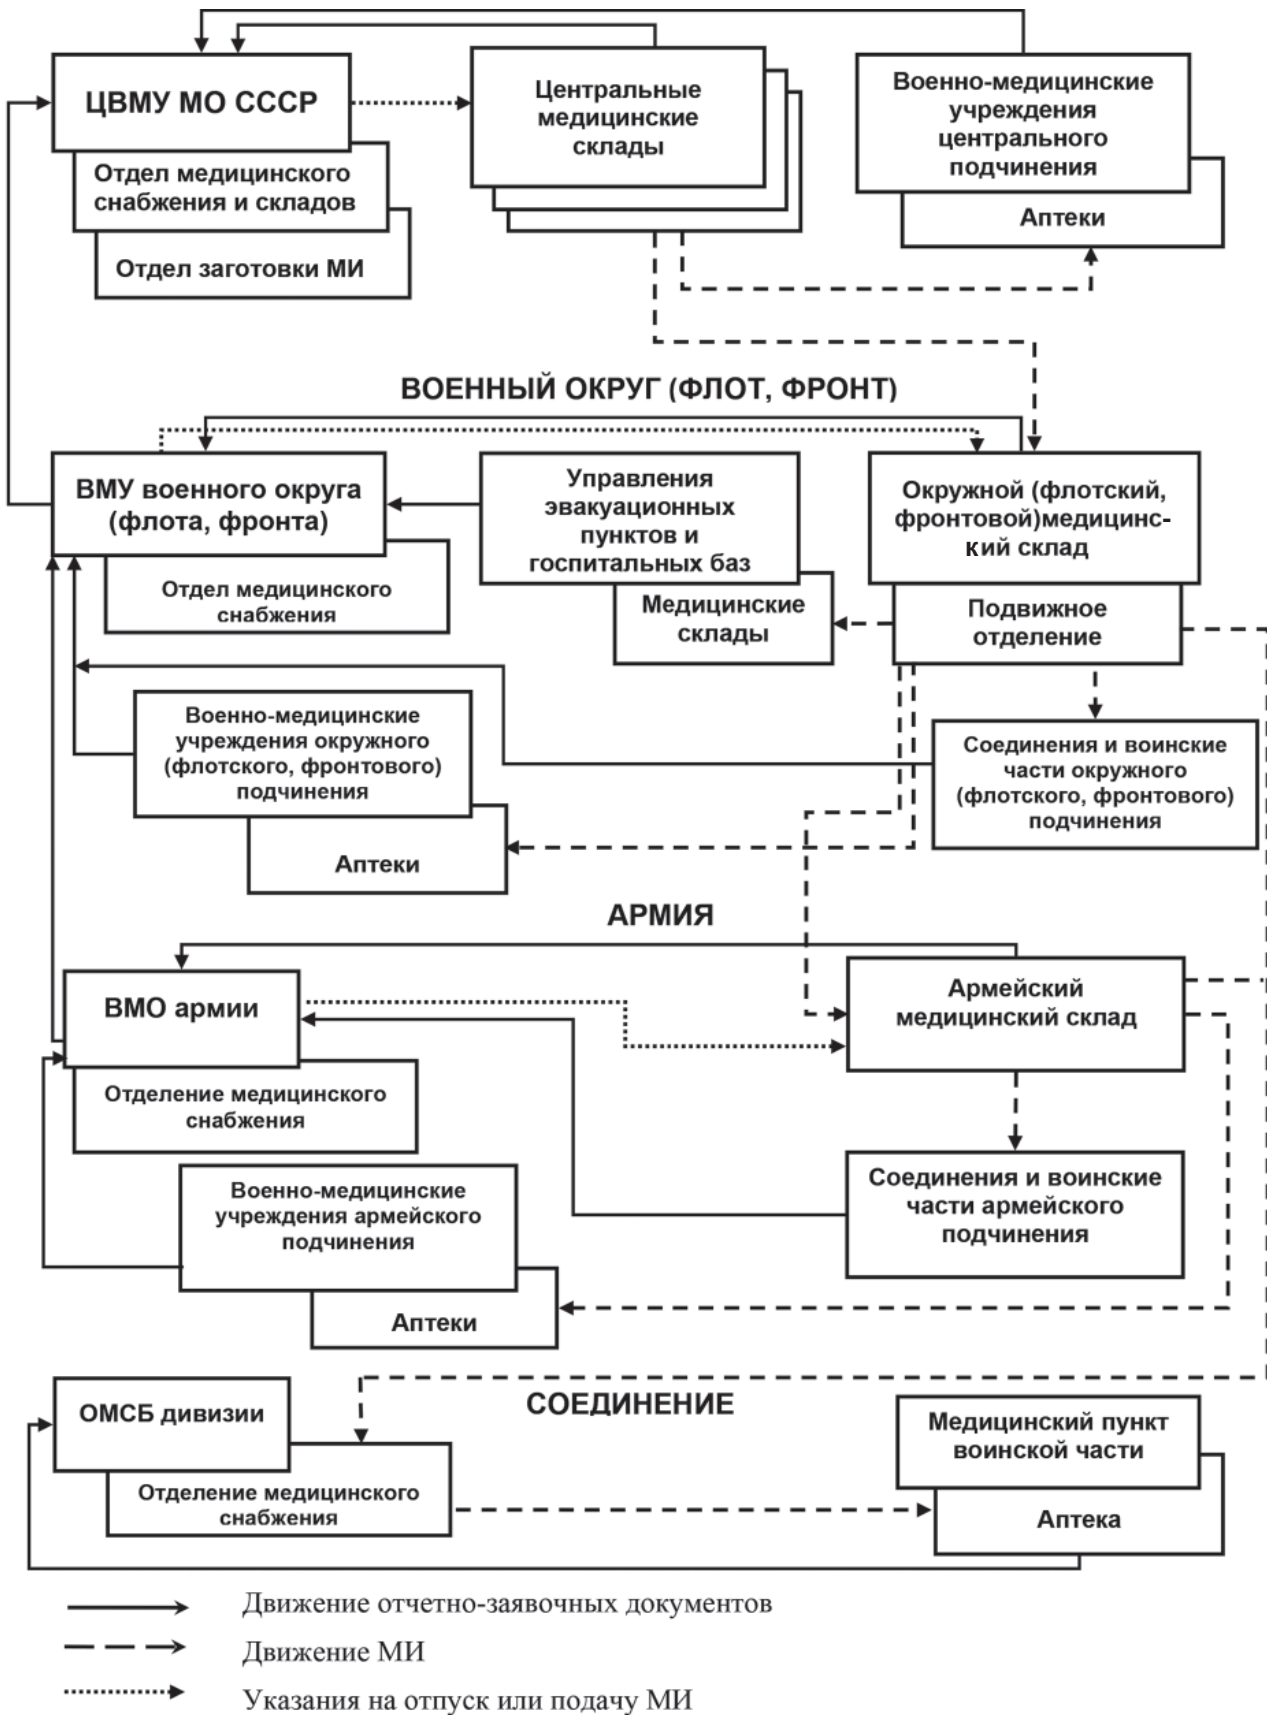 ЦВМУ МО СССР
Отдел медицинского
снабжения и складов
Отдел заготовки МИ
Центральные
медицинские
склады
Военно-медицинские
учреждения
центрального
подчинения
Аптеки
ВОЕННЫЙ ОКРУГ (ФЛОТ, ФРОНТ)
ВМУ военного округа
(флота, фронта)
Отдел медицинского
снабжения
Управления
эвакуационных
пунктов и
госпитальных баз
Медицинские
склады
Окружной (флотский,
фронтовой)медицинс-
кий склад
Подвижное
отделение
Военно-медицинские
учреждения окружного
(флотского, фронтового)
подчинения
Аптеки
Соединения и воинские
части окружного
(флотского, фронтового)
подчинения
АРМИЯ
ВМО армии
Отделение медицинского
снабжения
Армейский
медицинский склад
Военно-медицинские
учреждения армейского
подчинения
Аптеки
Соединения и воинские
части армейского
подчинения
СОЕДИНЕНИЕ
ОМСБ дивизии
Отделение медицинского
снабжения
Медицинский пункт
воинской части
Аптека
Движение отчетно-заявочных документов
Движение МИ
Указания на отпуск или подачу МИ